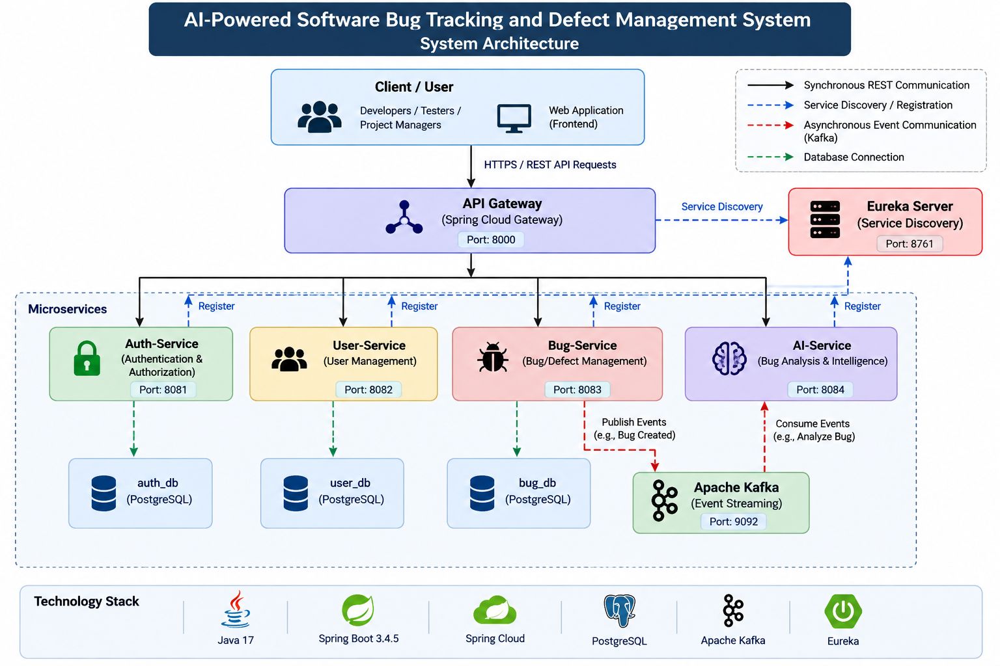 AI-Powered Software Bug Tracking and Defect Management System
System Architecture
Client / User
Developers / Testers /
Project Managers
Web Application
(Frontend)
Synchronous REST Communication
Service Discovery / Registration
Asynchronous Event Communication
(Kafka)
Database Connection
HTTPS / REST API Requests
API Gateway
(Spring Cloud Gateway)
Port: 8000
Service Discovery
Eureka Server
(Service Discovery)
Port: 8761
Microservices
Register
Register
Register
Register
Auth-Service
(Authentication &
Authorization)
Port: 8081
User-Service
(User Management)
Port: 8082
Bug-Service
(Bug/Defect Management)
Port: 8083
AI-Service
(Bug Analysis & Intelligence)
Port: 8084
Publish Events
(e.g., Bug Created)
Consume Events
(e.g., Analyze Bug)
auth_db
(PostgreSQL)
user_db
(PostgreSQL)
bug_db
(PostgreSQL)
Apache Kafka
(Event Streaming)
Port: 9092
Technology Stack
Java 17
Spring Boot 3.4.5
Spring Cloud
PostgreSQL
Apache Kafka
Eureka